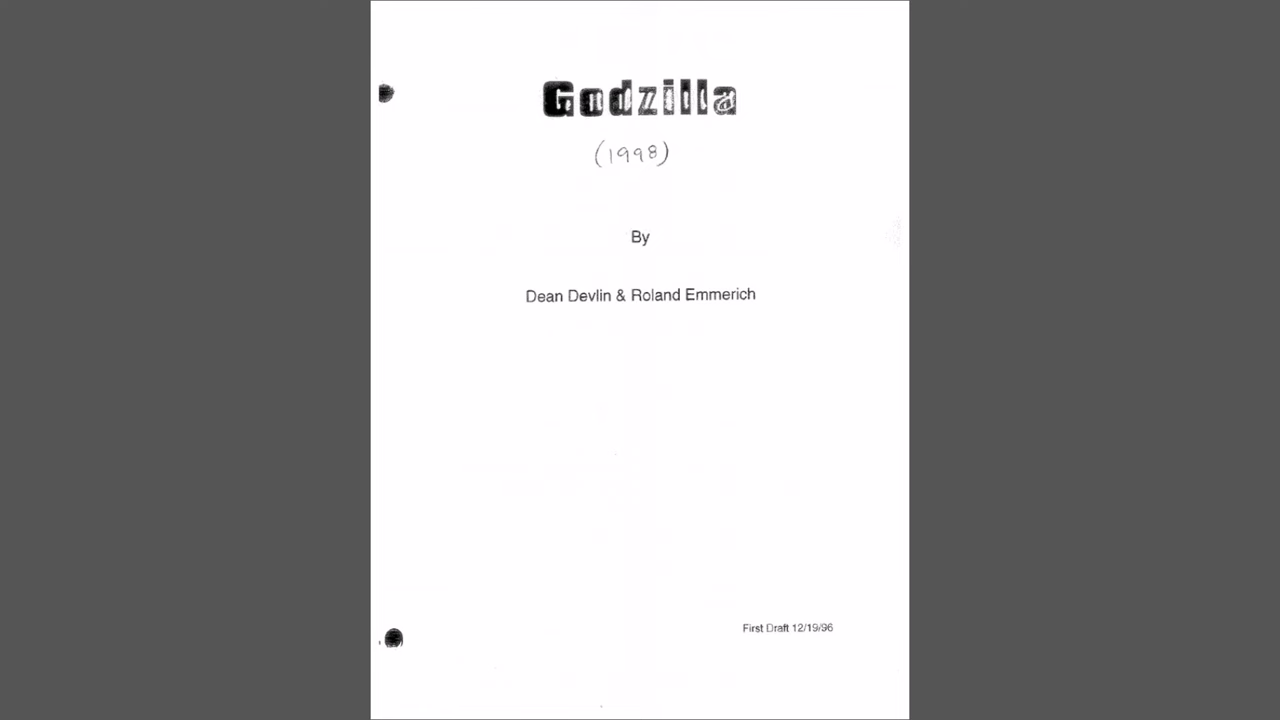 Godzilla
(1998)
By
Dean Devlin & Roland Emmerich
First Draft 12/19/96